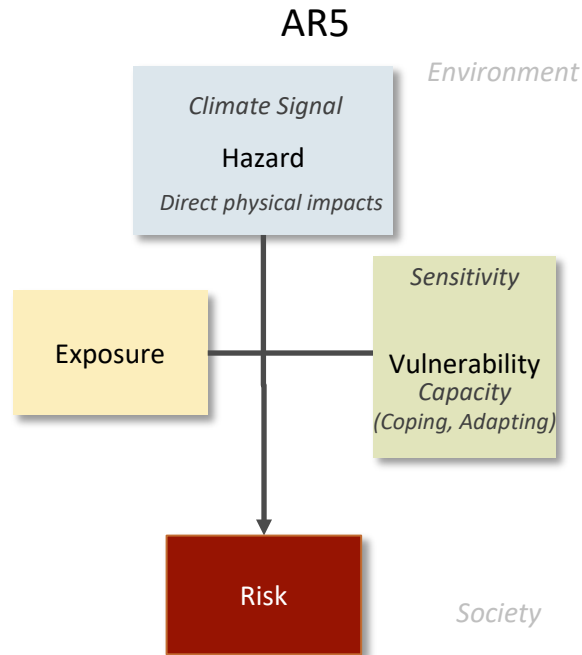 AR5
Environment
Climate Signal
Hazard
Direct physical impacts
Sensitivity
Exposure
Vulnerability
Capacity
(Coping, Adapting)
Risk
Society